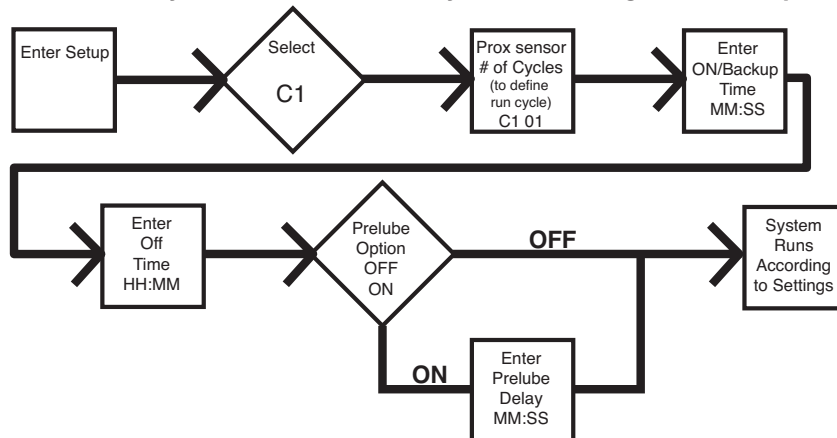 Enter Setup
Select
C1
Prox sensor
# of Cycles
(to define
run cycle)
C1 01
Enter
ON/Backup
Time
MM:SS
Enter
Off
Time
HH:MM
Prelube
Option
OFF
ON
OFF
ON
Enter
Prelube
Delay
MM:SS
System
Runs
According
to Settings